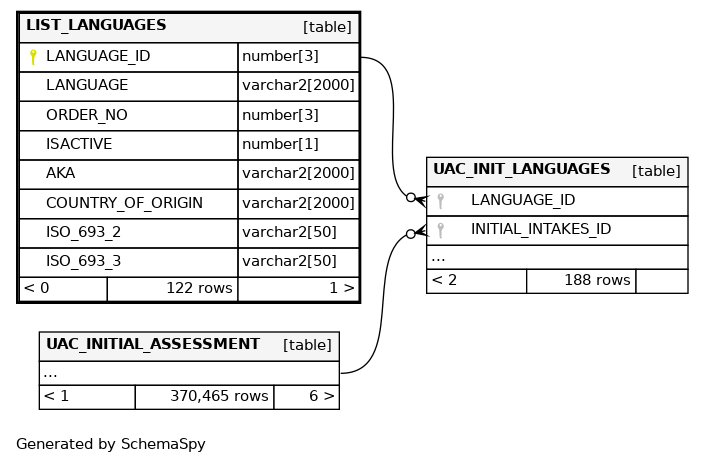 LIST_LANGUAGES [table]
LANGUAGE_ID number[3]
LANGUAGE varchar2[2000]
ORDER_NO number[3]
ISACTIVE number[1]
AKA varchar2[2000]
COUNTRY_OF_ORIGIN varchar2[2000]
ISO_693_2 varchar2[50]
ISO_693_3 varchar2[50]
< 0 122 rows 1 >
UAC_INIT_LANGUAGES [table]
LANGUAGE_ID
INITIAL_INTAKES_ID
...
< 2 188 rows
UAC_INITIAL_ASSESSMENT [table]
...
< 1 370,465 rows 6 >
Generated by SchemaSpy